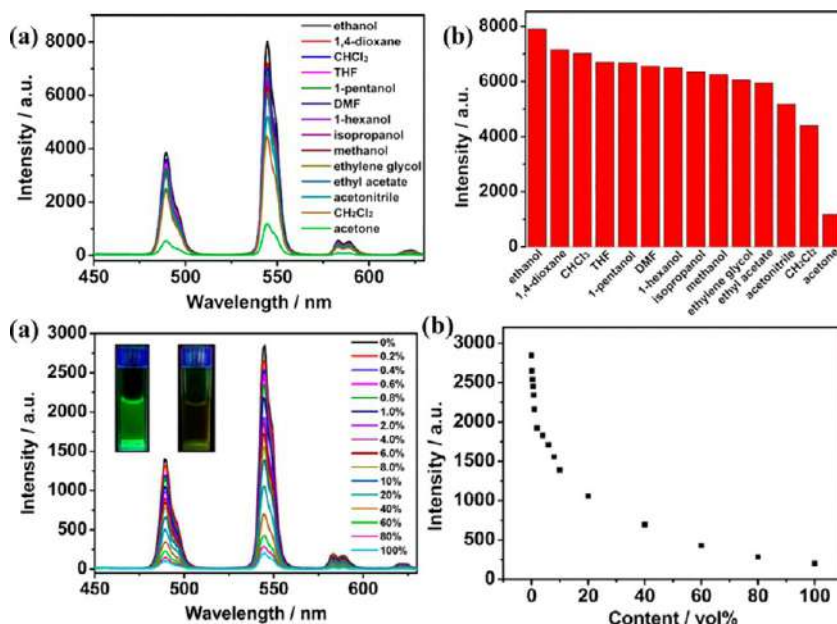 (a)
Intensity / a.u.
8000
6000
4000
2000
0
450
500
550
600
Wavelength / nm
ethanol
1,4-dioxane
CHCl₃
THF
1-pentanol
DMF
1-hexanol
isopropanol
methanol
ethylene glycol
ethyl acetate
acetonitrile
CH₂Cl₂
acetone
(b)
Intensity / a.u.
8000
6000
4000
2000
0
ethanol
1,4-dioxane
CHCl₃
THF
1-pentanol
DMF
1-hexanol
isopropanol
methanol
ethylene glycol
ethyl acetate
acetonitrile
CH₂Cl₂
acetone
(a)
Intensity / a.u.
3000
2500
2000
1500
1000
500
0
450
500
550
600
Wavelength / nm
0%
0.2%
0.4%
0.6%
0.8%
1.0%
2.0%
4.0%
6.0%
8.0%
10%
20%
40%
60%
80%
100%
(b)
Intensity / a.u.
3000
2500
2000
1500
1000
500
0
0
20
40
60
80
100
Content / vol%